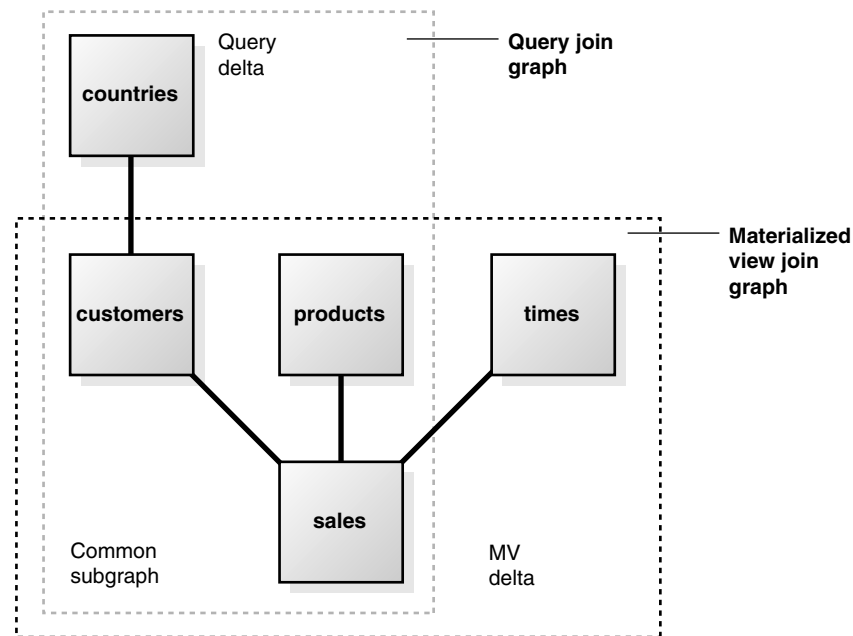 Query
delta
Query join
graph
countries
Materialized
view join
graph
customers
products
times
sales
Common
subgraph
MV
delta